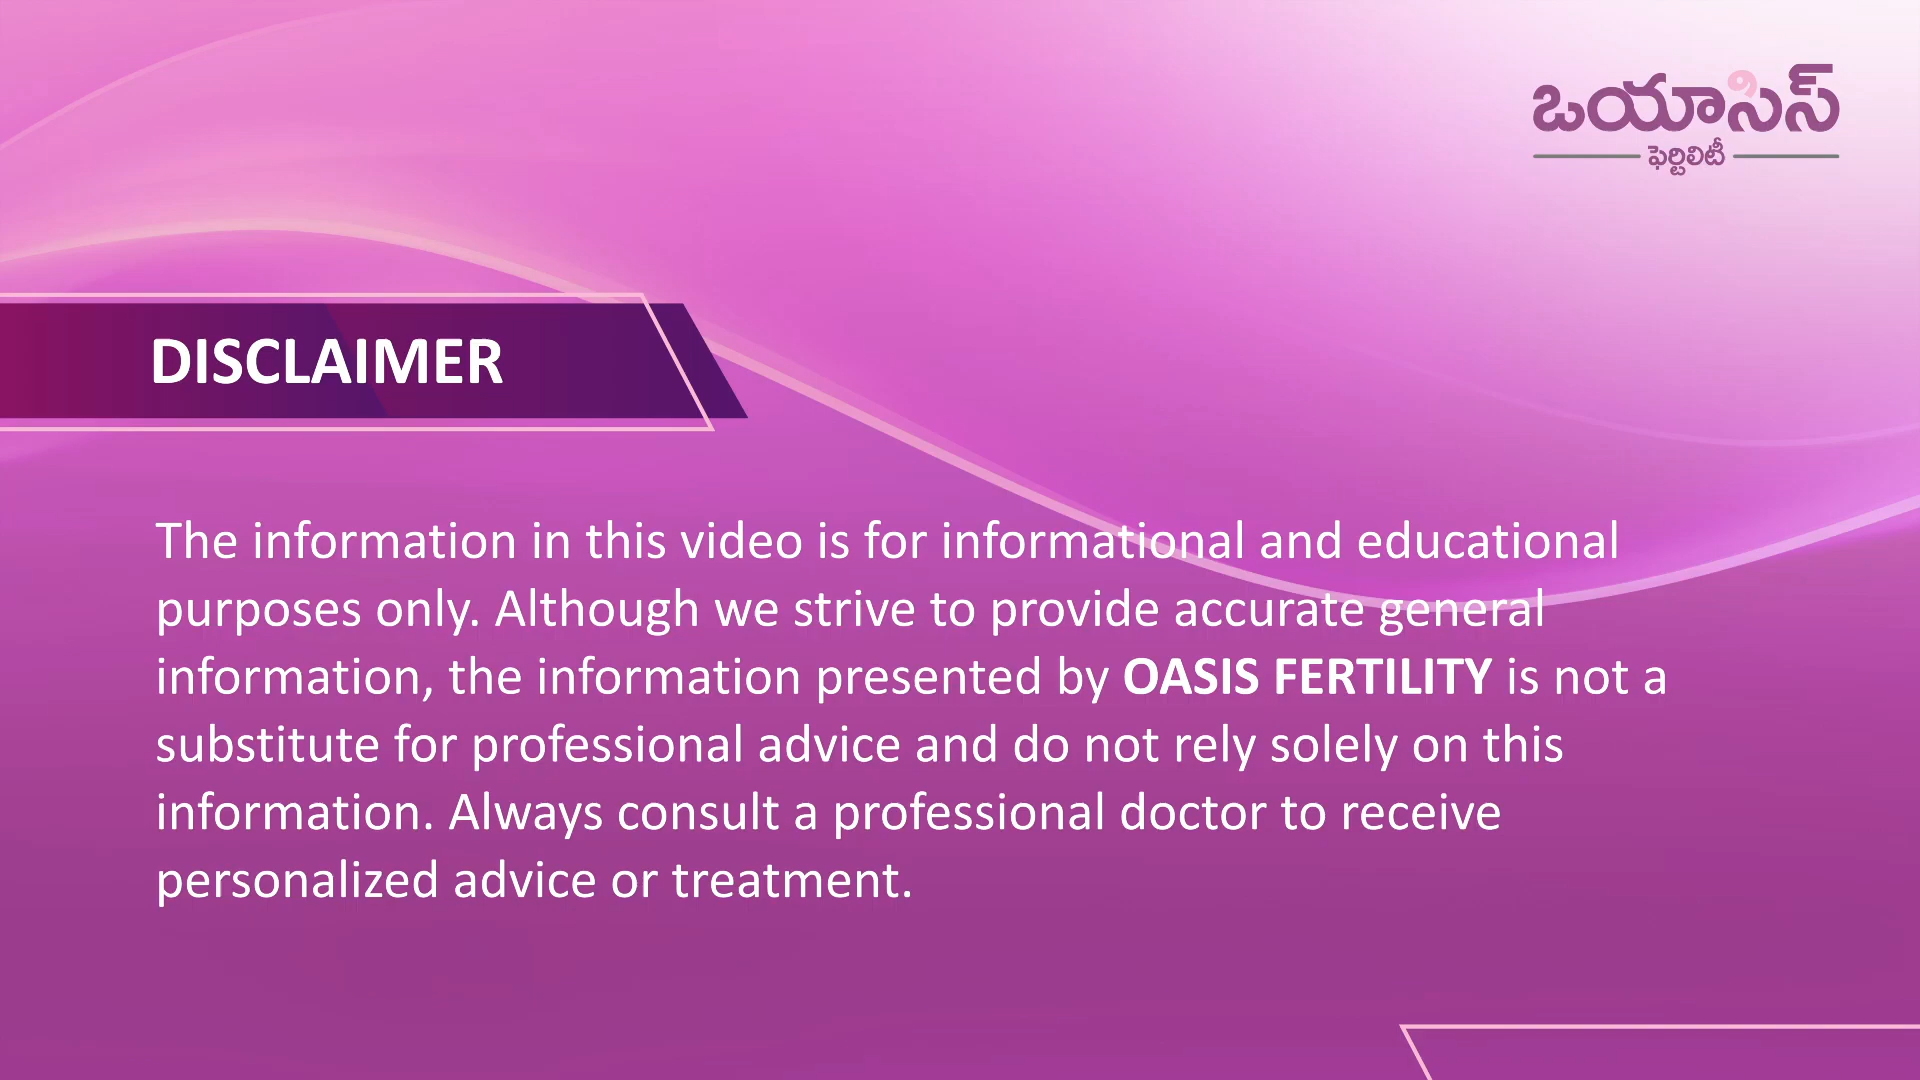 ఒయాసిస్
ఫెర్టిలిటీ
DISCLAIMER
The information in this video is for informational and educational
purposes only. Although we strive to provide accurate general
information, the information presented by OASIS FERTILITY is not a
substitute for professional advice and do not rely solely on this
information. Always consult a professional doctor to receive
personalized advice or treatment.